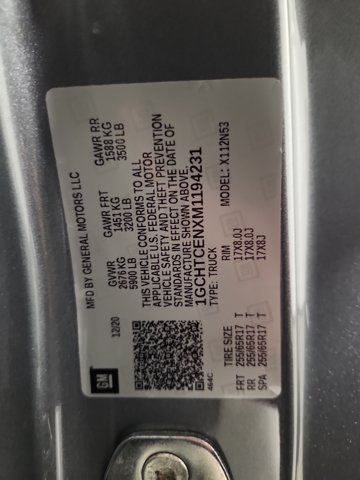 MFD BY GENERAL MOTORS LLC
12/20 GVWR GAWR FRT GAWR RR
2676 KG 1451 KG 1588 KG
5900 LB 3200 LB 3500 LB
THIS VEHICLE CONFORMS TO ALL
APPLICABLE U.S. FEDERAL MOTOR
VEHICLE SAFETY AND THEFT PREVENTION
STANDARDS IN EFFECT ON THE DATE OF
MANUFACTURE SHOWN ABOVE.
1GCHTCENXM1194231
TYPE: TRUCK MODEL: X112N53
GM
464C
TIRE SIZE RIM
FRT 255/65R17 T 17X8.0J
RR 255/65R17 T 17X8.0J
SPA 255/65R17 T 17X8J